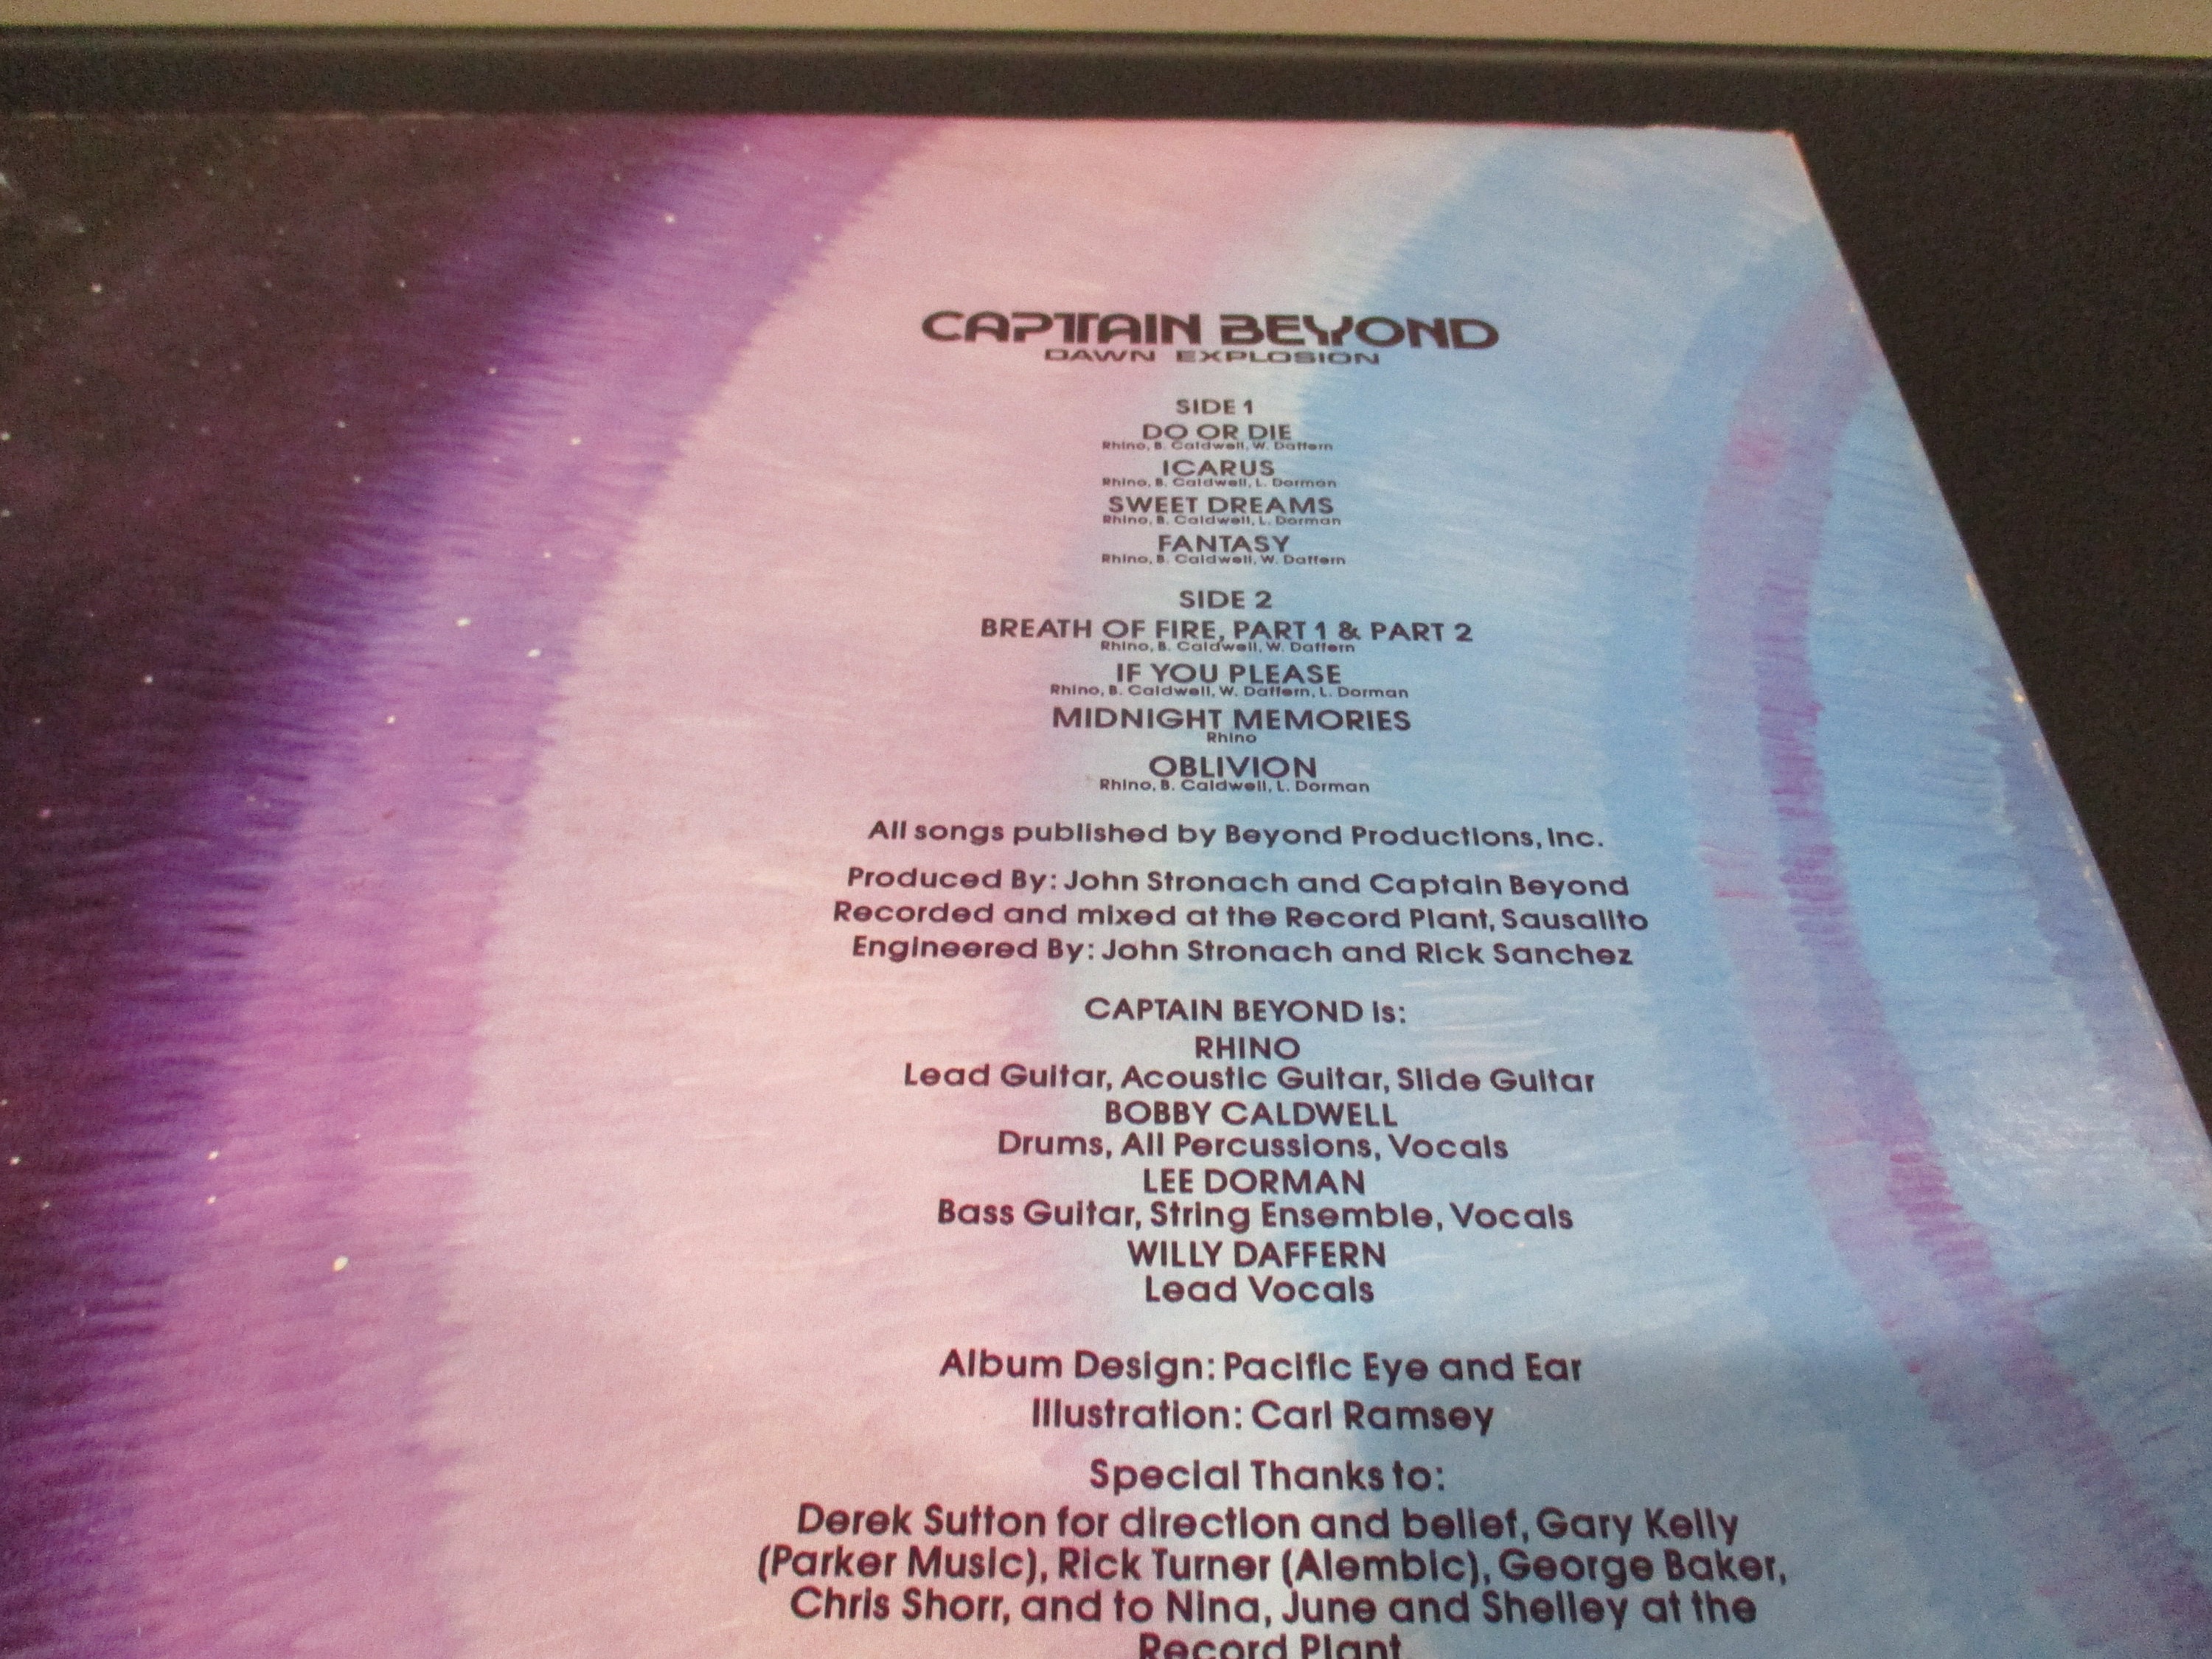 CAPTAIN BEYOND
DAWN EXPLOSION
SIDE 1
DO OR DIE
Rhino, B. Caldwell, W. Daffern
ICARUS
Rhino, B. Caldwell, L. Dorman
SWEET DREAMS
Rhino, B. Caldwell, L. Dorman
FANTASY
Rhino, B. Caldwell, W. Daffern
SIDE 2
BREATH OF FIRE, PART 1 & PART 2
Rhino, B. Caldwell, W. Daffern
IF YOU PLEASE
Rhino, B. Caldwell, W. Daffern, L. Dorman
MIDNIGHT MEMORIES
Rhino
OBLIVION
Rhino, B. Caldwell, L. Dorman
All songs published by Beyond Productions, Inc.
Produced By: John Stronach and Captain Beyond
Recorded and mixed at the Record Plant, Sausalito
Engineered By: John Stronach and Rick Sanchez
CAPTAIN BEYOND is:
RHINO
Lead Guitar, Acoustic Guitar, Slide Guitar
BOBBY CALDWELL
Drums, All Percussions, Vocals
LEE DORMAN
Bass Guitar, String Ensemble, Vocals
WILLY DAFFERN
Lead Vocals
Album Design: Pacific Eye and Ear
Illustration: Carl Ramsey
Special Thanks to:
Derek Sutton for direction and belief, Gary Kelly
(Parker Music), Rick Turner (Alembic), George Baker,
Chris Shorr, and to Nina, June and Shelley at the
Record Plant